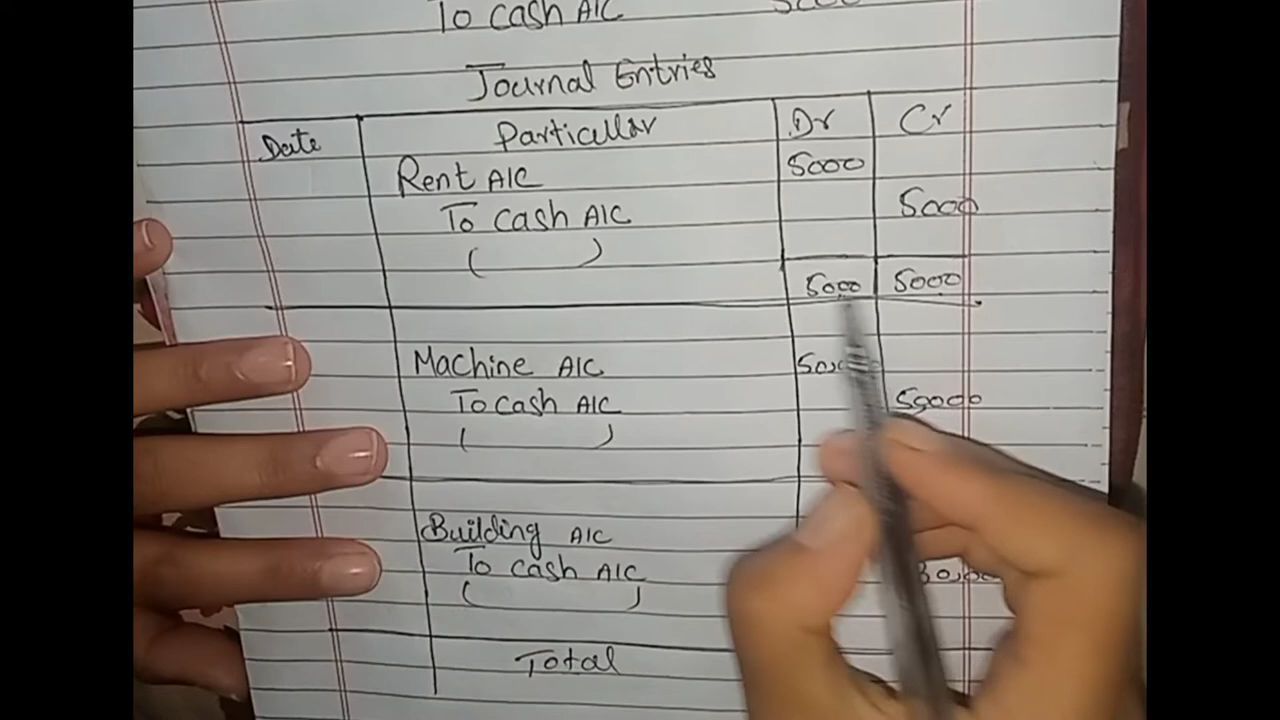 To cash A/C
Journal Entries
Date Particular Dr Cr
Rent A/C 5000
To cash A/C 5000
( )
5000 5000
Machine A/C
To cash A/C 50000
( )
Building A/C
To cash A/C
( )
Total